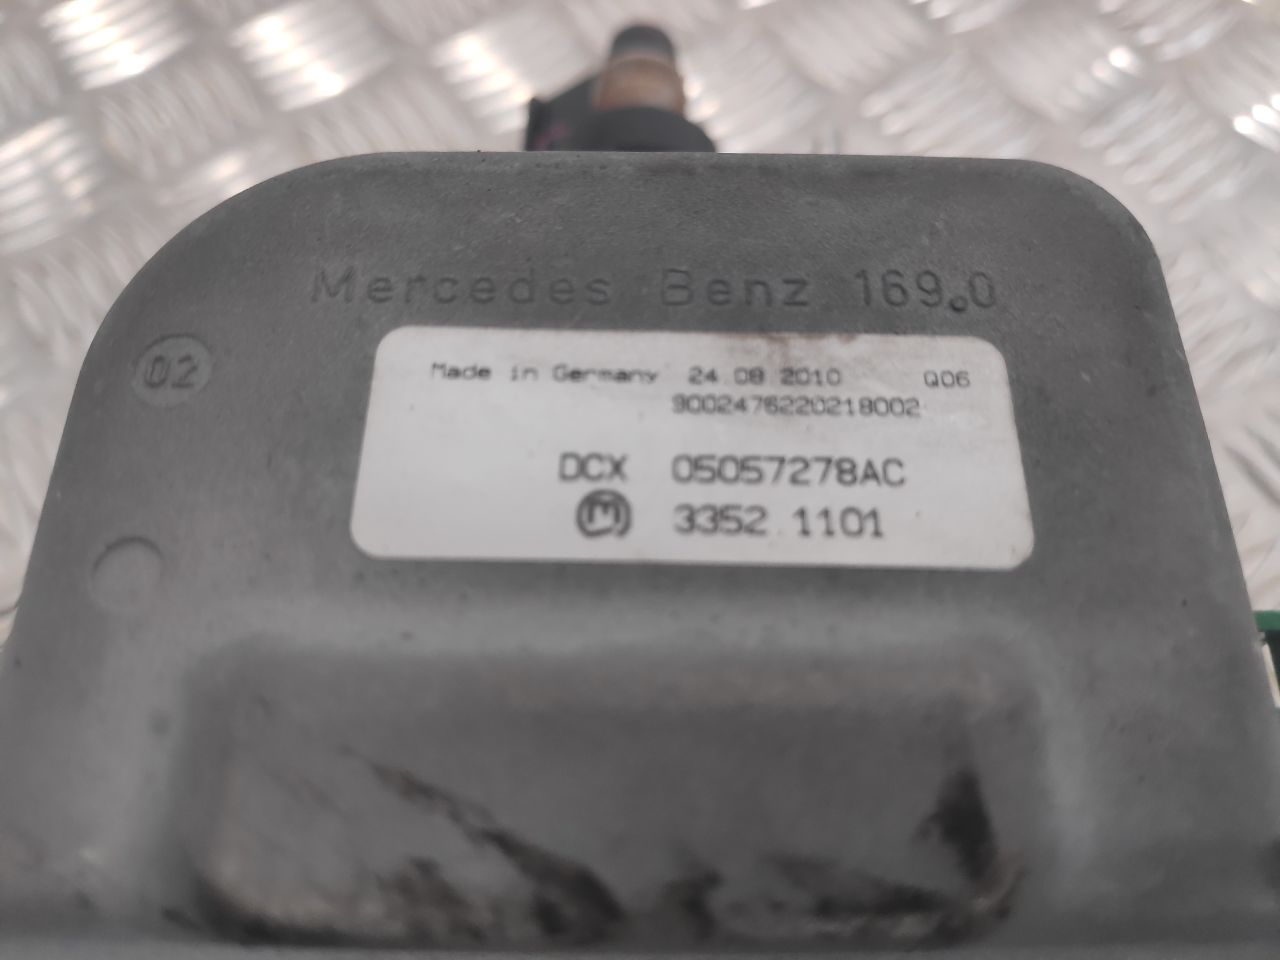 Mercedes Benz 169.0
02
Made in Germany 24.08.2010 Q06
9002476220218002
DCX 05057278AC
M 3352 1101